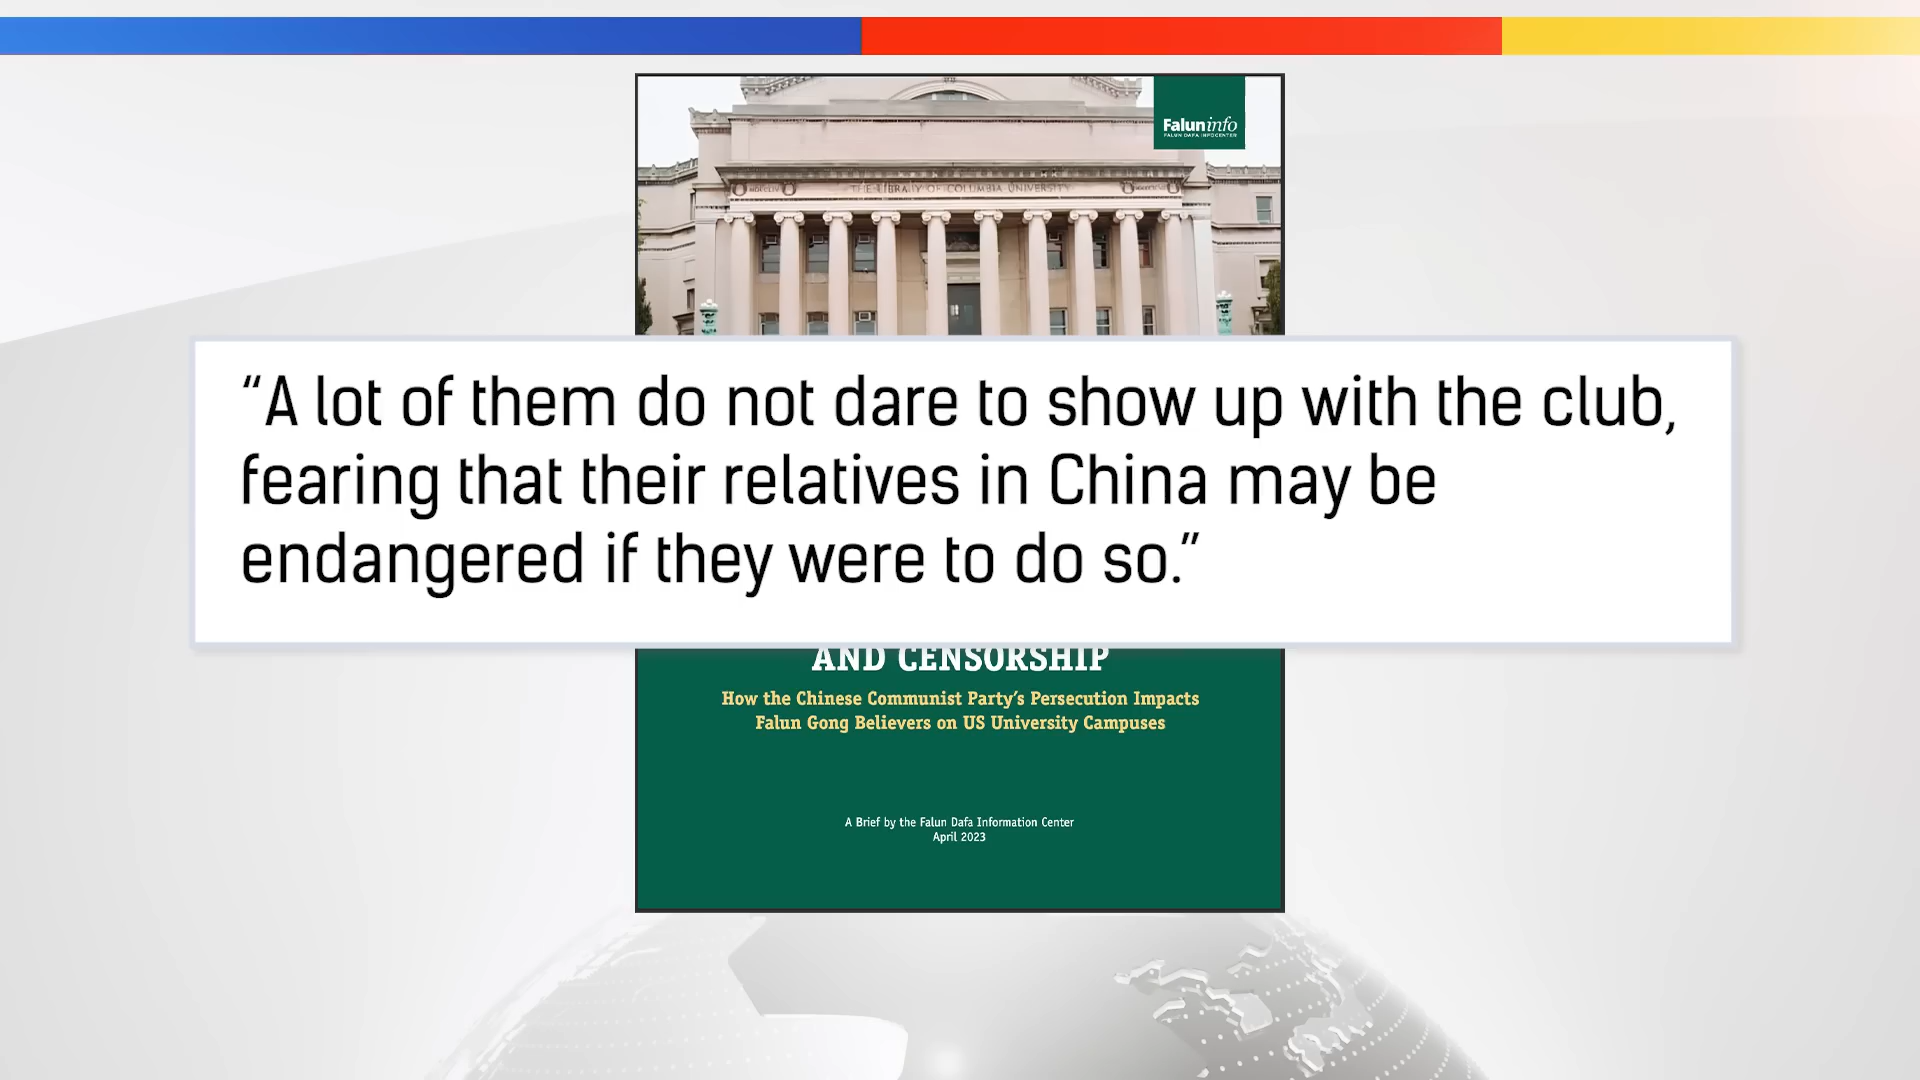 Faluninfo
FALUN DAFA INFOCENTER
THE LIBRARY OF COLUMBIA UNIVERSITY
“A lot of them do not dare to show up with the club,
fearing that their relatives in China may be
endangered if they were to do so.”
AND CENSORSHIP
How the Chinese Communist Party’s Persecution Impacts
Falun Gong Believers on US University Campuses
A Brief by the Falun Dafa Information Center
April 2023